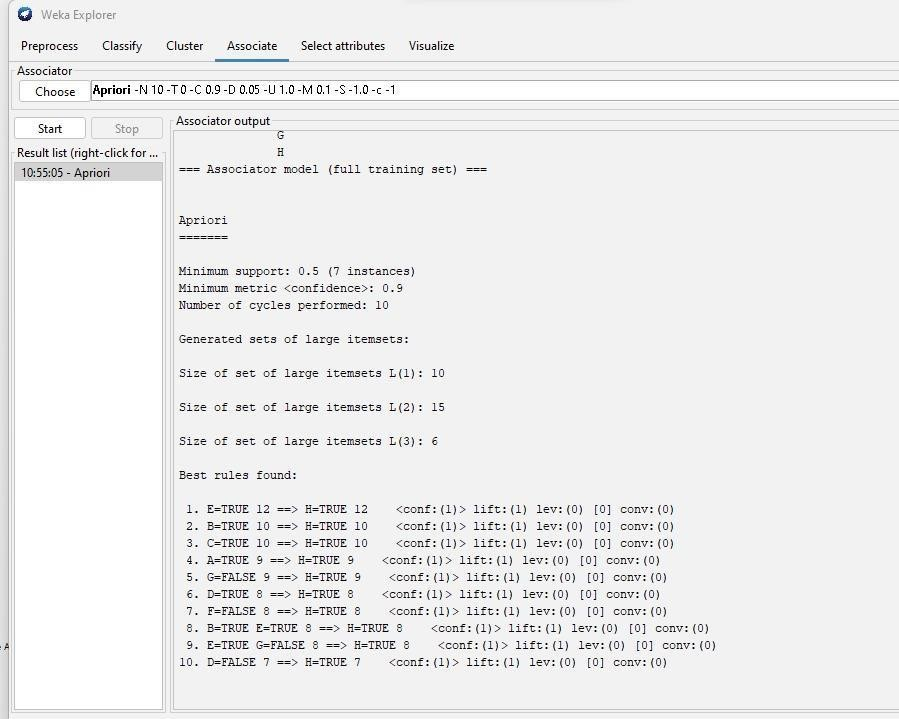 Weka Explorer
Preprocess Classify Cluster Associate Select attributes Visualize
Associator
Choose Apriori -N 10 -T 0 -C 0.9 -D 0.05 -U 1.0 -M 0.1 -S -1.0 -c -1
Start Stop
Result list (right-click for ...
10:55:05 - Apriori
Associator output
G
H
=== Associator model (full training set) ===
Apriori
=======
Minimum support: 0.5 (7 instances)
Minimum metric <confidence>: 0.9
Number of cycles performed: 10
Generated sets of large itemsets:
Size of set of large itemsets L(1): 10
Size of set of large itemsets L(2): 15
Size of set of large itemsets L(3): 6
Best rules found:
1. E=TRUE 12 ==> H=TRUE 12 <conf:(1)> lift:(1) lev:(0) [0] conv:(0)
2. B=TRUE 10 ==> H=TRUE 10 <conf:(1)> lift:(1) lev:(0) [0] conv:(0)
3. C=TRUE 10 ==> H=TRUE 10 <conf:(1)> lift:(1) lev:(0) [0] conv:(0)
4. A=TRUE 9 ==> H=TRUE 9 <conf:(1)> lift:(1) lev:(0) [0] conv:(0)
5. G=FALSE 9 ==> H=TRUE 9 <conf:(1)> lift:(1) lev:(0) [0] conv:(0)
6. D=TRUE 8 ==> H=TRUE 8 <conf:(1)> lift:(1) lev:(0) [0] conv:(0)
7. F=FALSE 8 ==> H=TRUE 8 <conf:(1)> lift:(1) lev:(0) [0] conv:(0)
8. B=TRUE E=TRUE 8 ==> H=TRUE 8 <conf:(1)> lift:(1) lev:(0) [0] conv:(0)
9. E=TRUE G=FALSE 8 ==> H=TRUE 8 <conf:(1)> lift:(1) lev:(0) [0] conv:(0)
10. D=FALSE 7 ==> H=TRUE 7 <conf:(1)> lift:(1) lev:(0) [0] conv:(0)